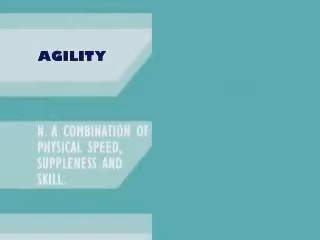 AGILITY
N. A COMBINATION OF
PHYSICAL SPEED,
SUPPLENESS AND
SKILL.